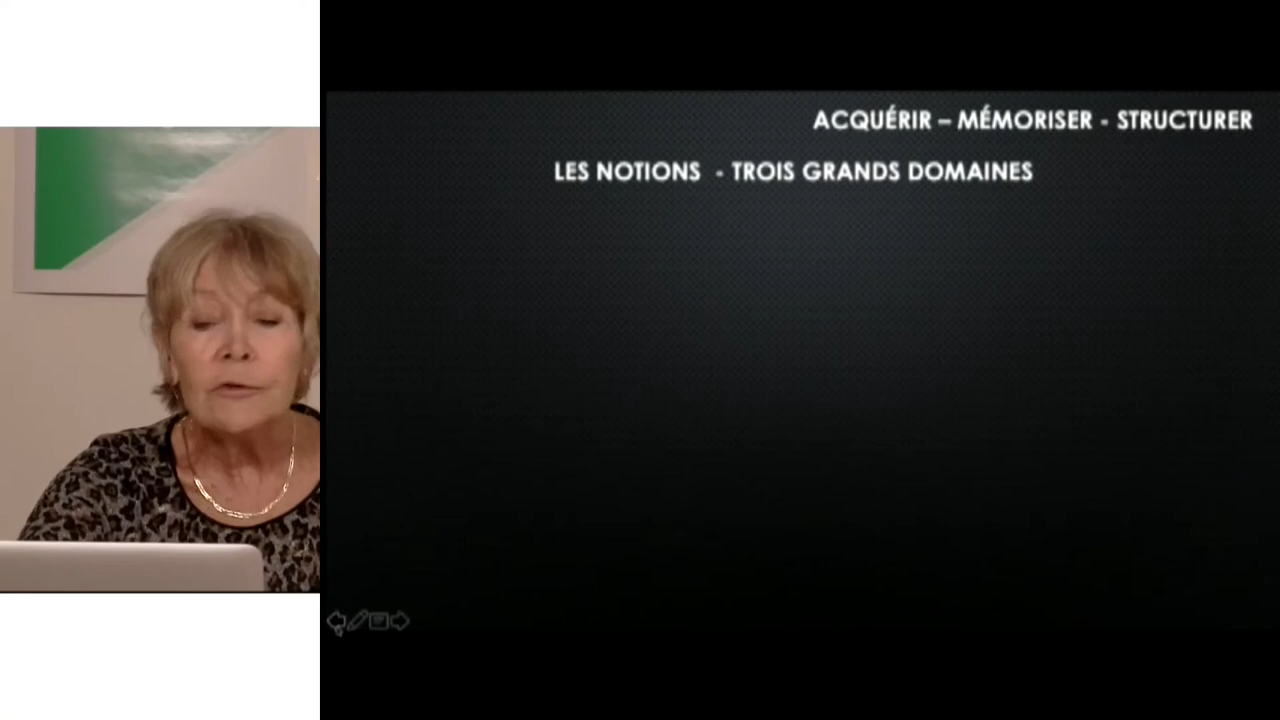 ACQUÉRIR – MÉMORISER - STRUCTURER
LES NOTIONS - TROIS GRANDS DOMAINES